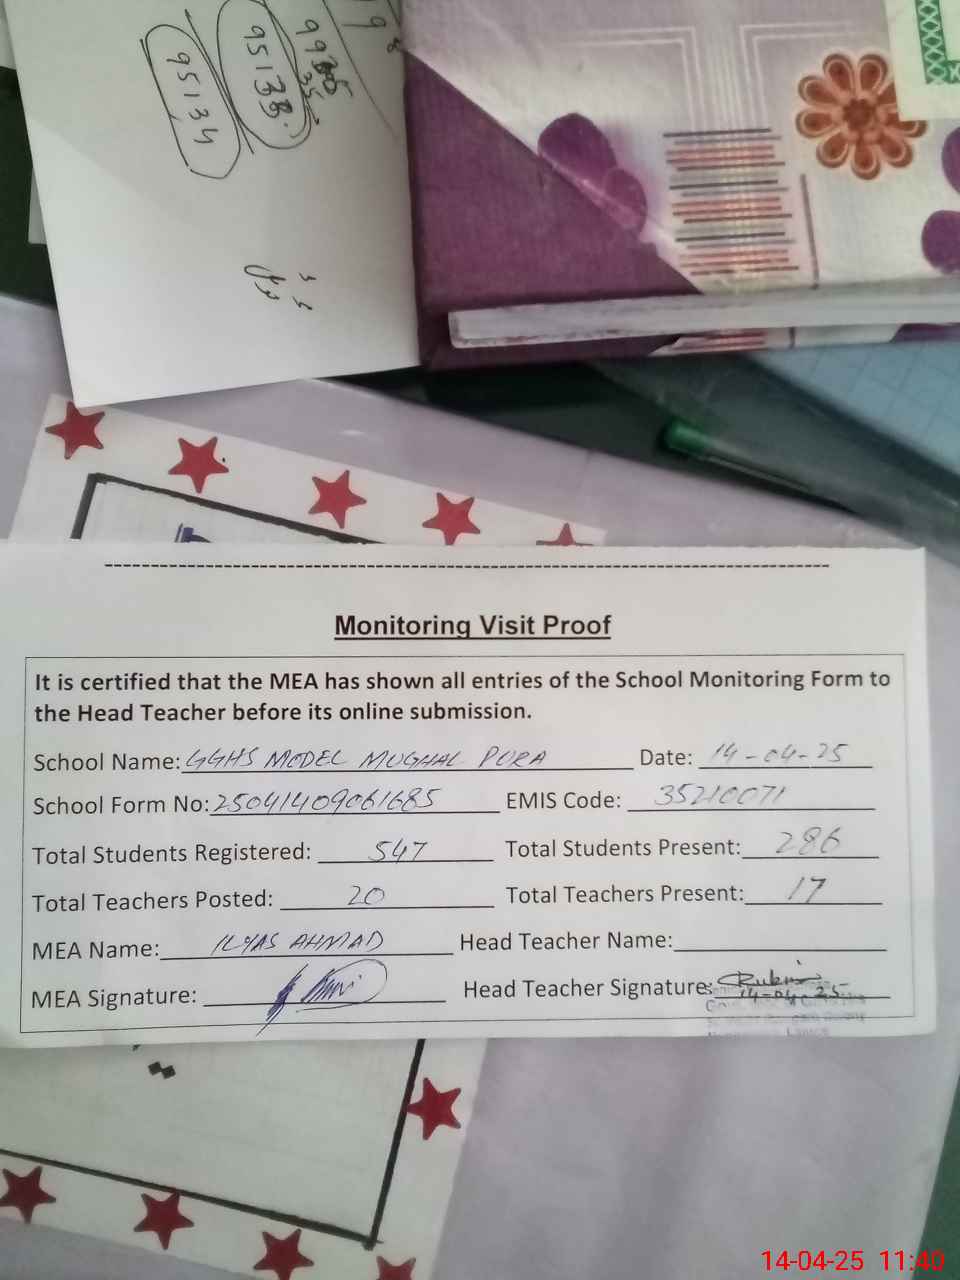 95134
95133.
Monitoring Visit Proof
It is certified that the MEA has shown all entries of the School Monitoring Form to
the Head Teacher before its online submission.
School Name: GGHS MODEL MUGHAL PURA Date: 14-04-25
School Form No: 25041409061685 EMIS Code: 35210071
Total Students Registered: 547 Total Students Present: 286
Total Teachers Posted: 20 Total Teachers Present: 17
MEA Name: ILYAS AHMAD Head Teacher Name:
MEA Signature: Head Teacher Signature:
14-04-25
14-04-25 11:40